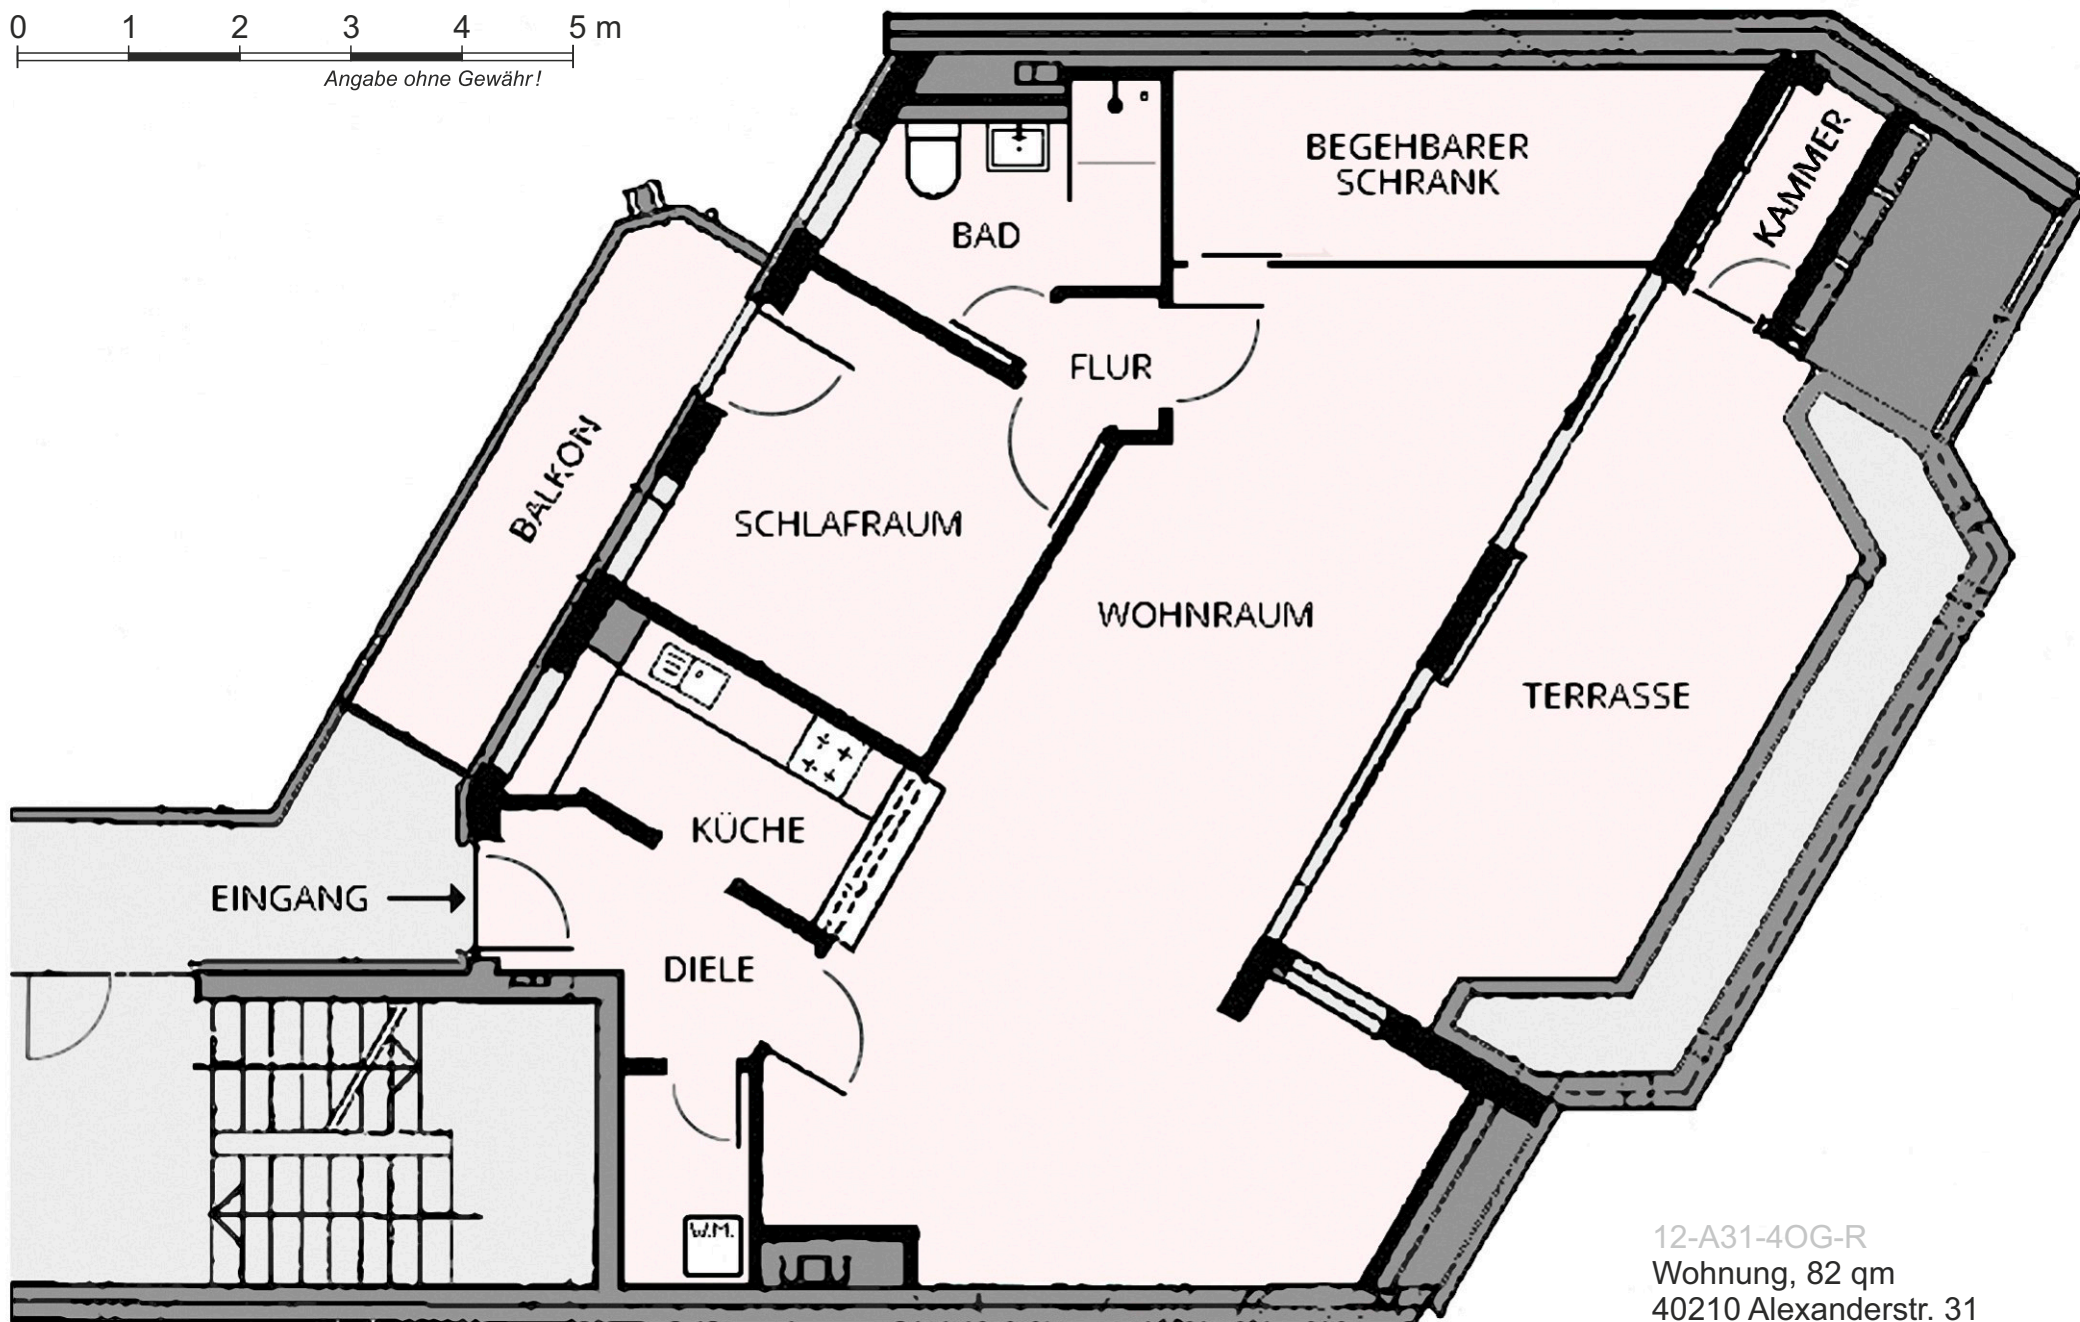 0 1 2 3 4 5 m
Angabe ohne Gewähr!
BEGEHBARER
SCHRANK
KAMMER
BAD
FLUR
BALKON
SCHLAFRAUM
WOHNRAUM
TERRASSE
KÜCHE
EINGANG
DIELE
W.M.
12-A31-4OG-R
Wohnung, 82 qm
40210 Alexanderstr. 31